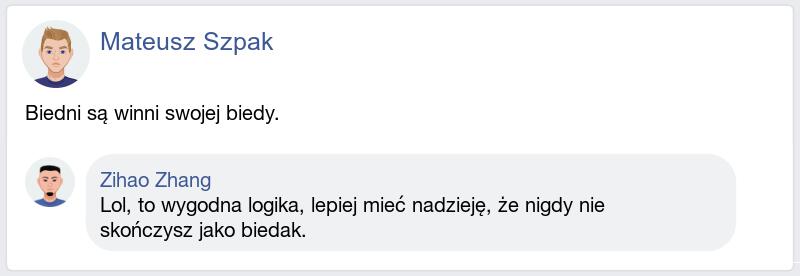 Mateusz Szpak
Biedni są winni swojej biedy.
Zihao Zhang
Lol, to wygodna logika, lepiej mieć nadzieję, że nigdy nie
skończysz jako biedak.